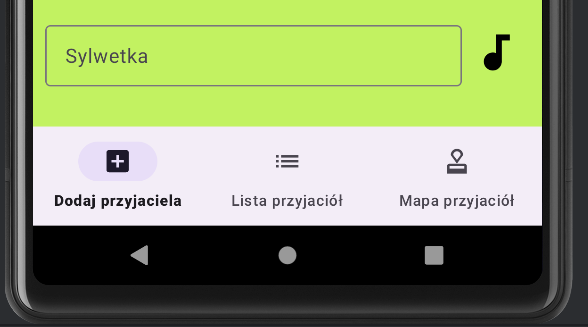 Sylwetka
Dodaj przyjaciela
Lista przyjaciół
Mapa przyjaciół